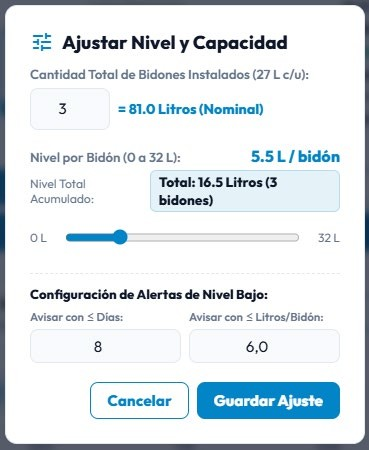 Ajustar Nivel y Capacidad
Cantidad Total de Bidones Instalados (27 L c/u):
3 = 81.0 Litros (Nominal)
Nivel por Bidón (0 a 32 L): 5.5 L / bidón
Nivel Total
Acumulado:
Total: 16.5 Litros (3
bidones)
0 L 32 L
Configuración de Alertas de Nivel Bajo:
Avisar con ≤ Días: Avisar con ≤ Litros/Bidón:
8 6,0
Cancelar Guardar Ajuste